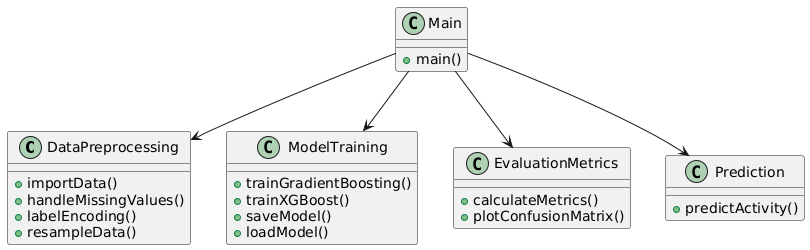 C Main
main()
C DataPreprocessing
importData()
handleMissingValues()
labelEncoding()
resampleData()
C ModelTraining
trainGradientBoosting()
trainXGBoost()
saveModel()
loadModel()
C EvaluationMetrics
calculateMetrics()
plotConfusionMatrix()
C Prediction
predictActivity()